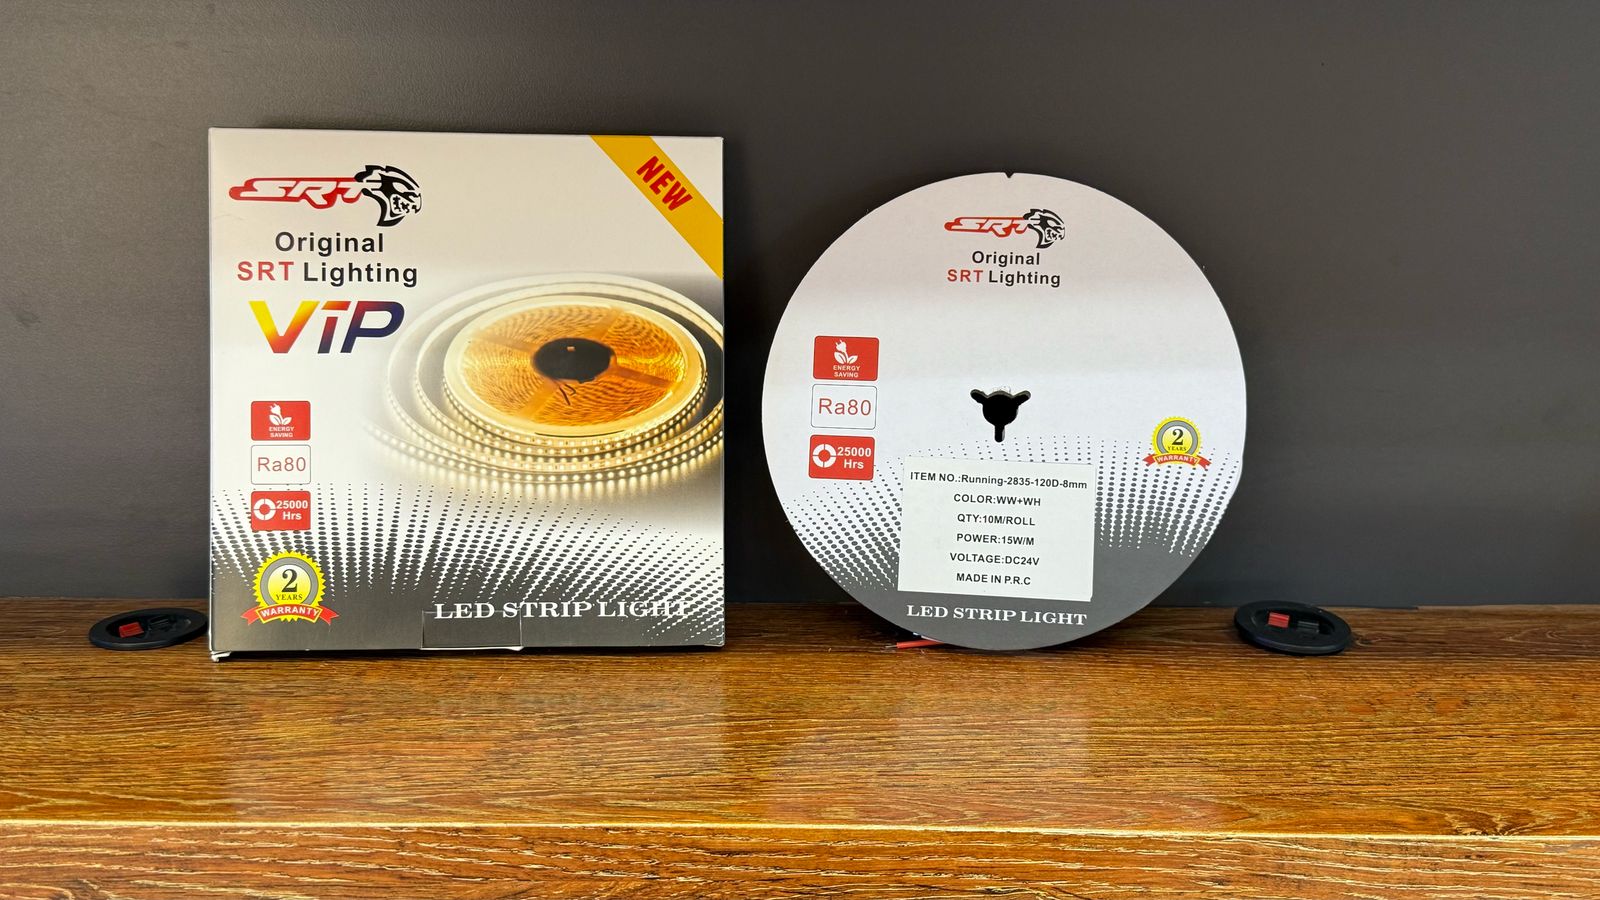 SRT
Original
SRT Lighting
ViP
NEW
ENERGY
SAVING
Ra80
25000
Hrs
2
YEARS
WARRANTY
LED STRIP LIGHT
SRT
Original
SRT Lighting
ENERGY
SAVING
Ra80
25000
Hrs
2
YEARS
WARRANTY
ITEM NO.:Running-2835-120D-8mm
COLOR:WW+WH
QTY:10M/ROLL
POWER:15W/M
VOLTAGE:DC24V
MADE IN P.R.C
LED STRIP LIGHT